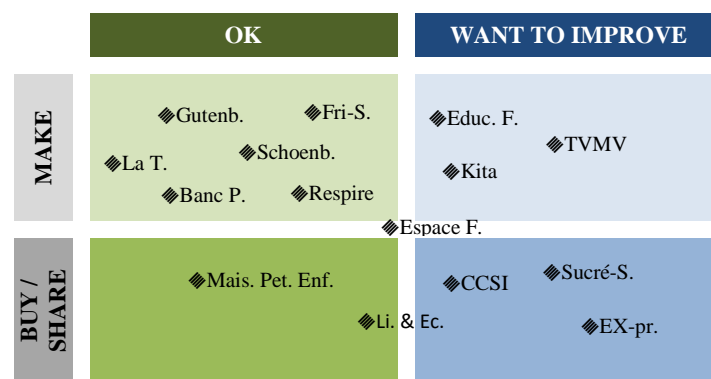 OK
WANT TO IMPROVE
MAKE
Gutenb.
Fri-S.
Schoenb.
La T.
Banc P.
Respire
Educ. F.
TVMV
Kita
Espace F.
BUY /
SHARE
Mais. Pet. Enf.
Li. & Ec.
CCSI
Sucré-S.
EX-pr.